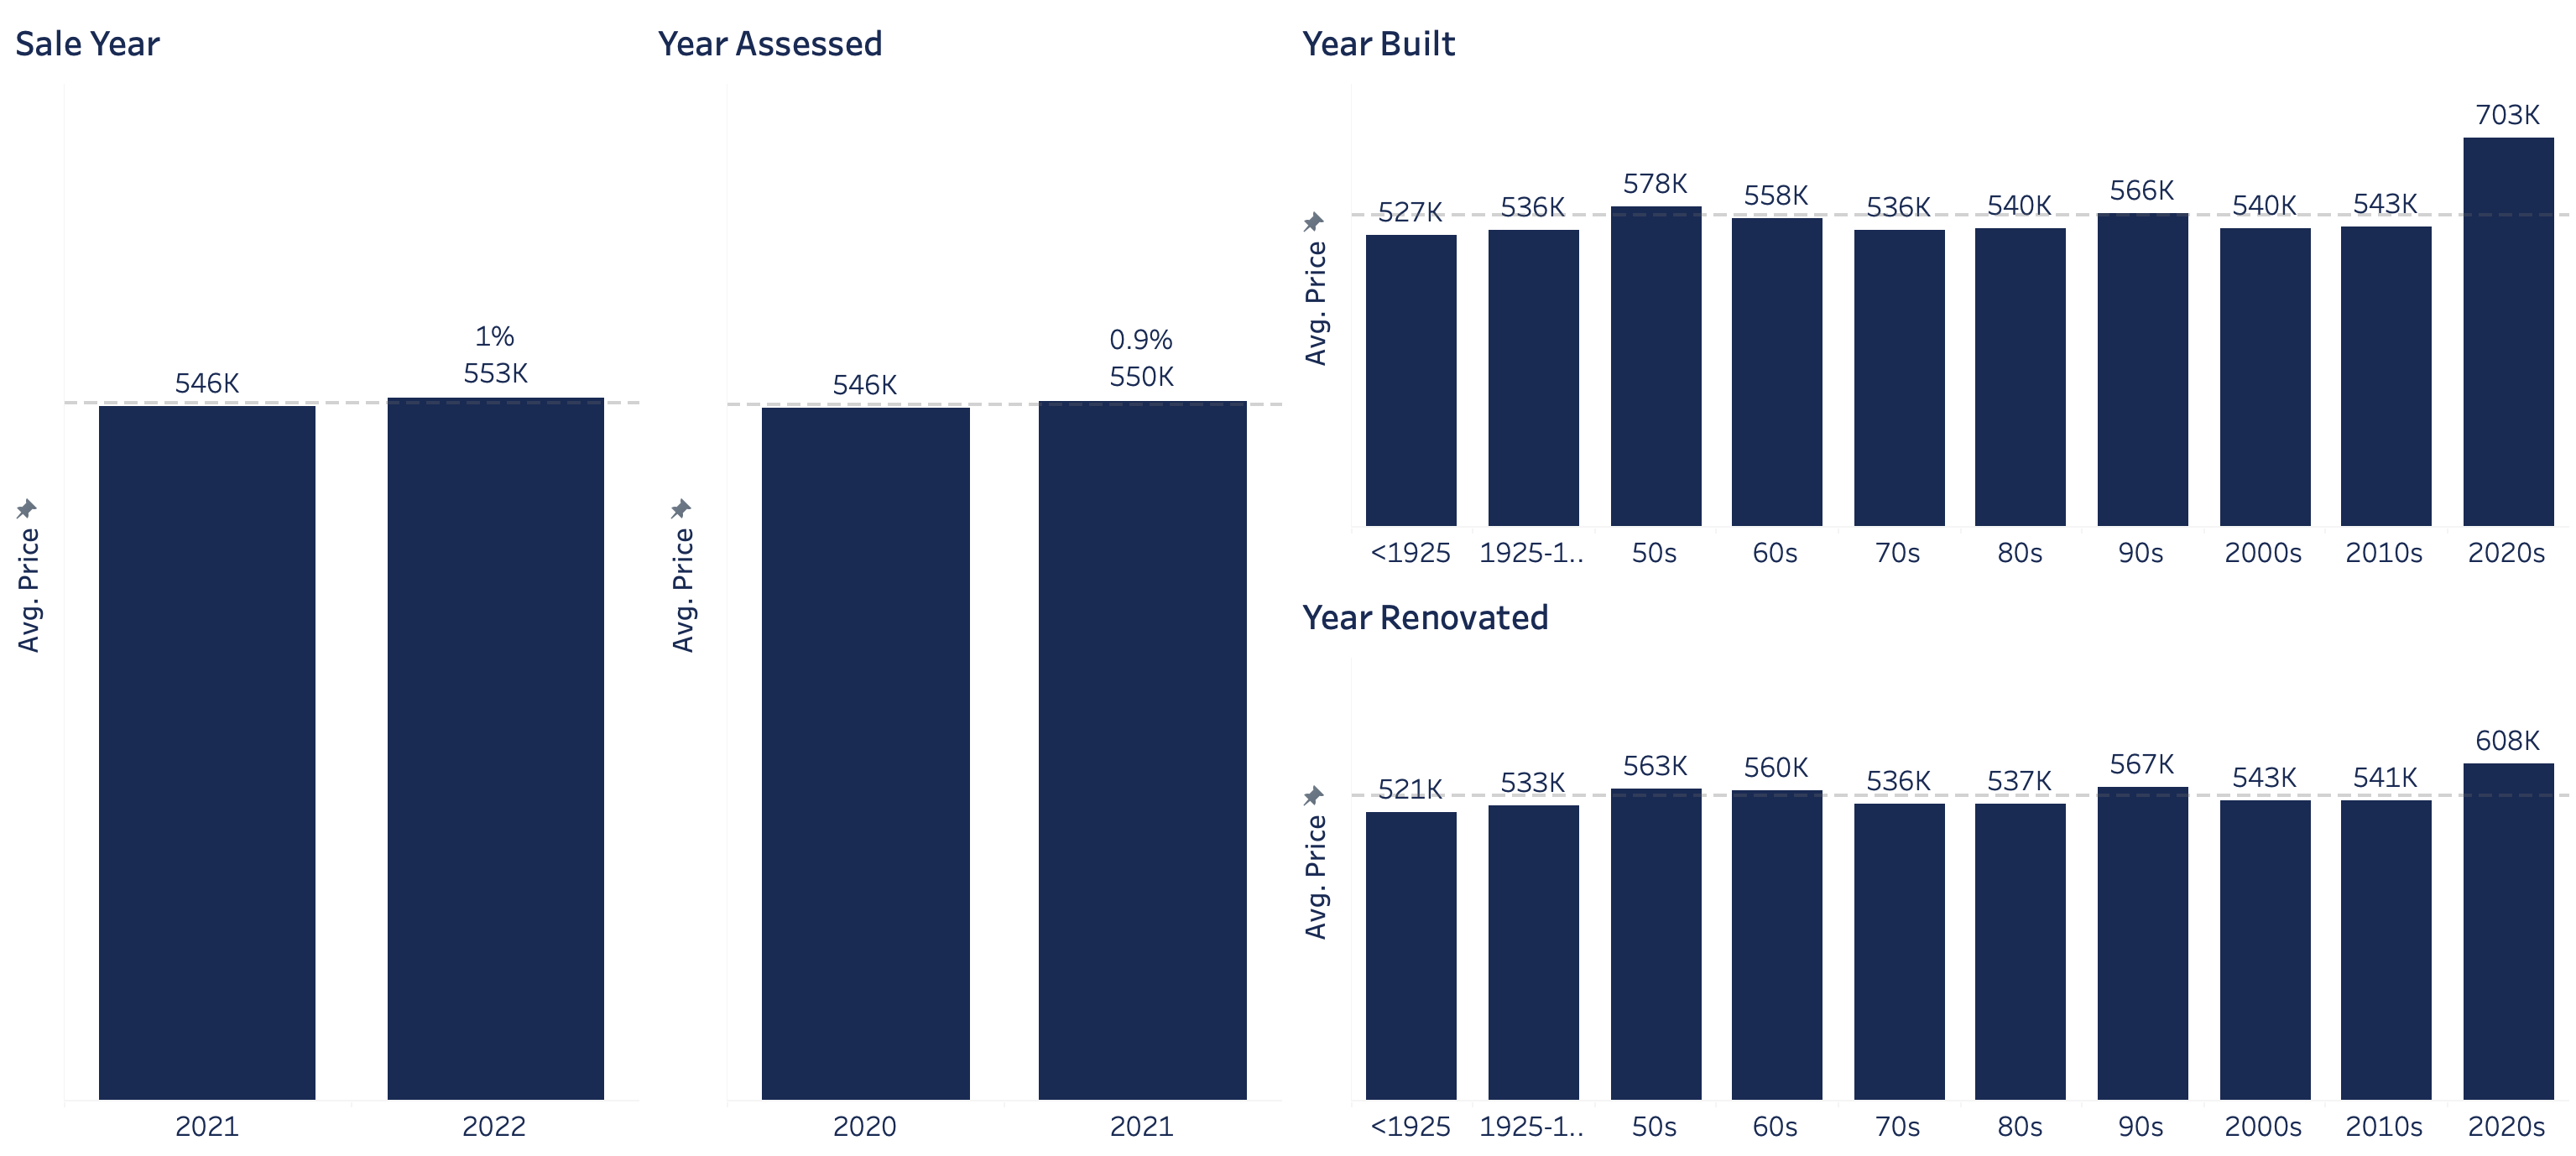 Sale Year
Avg. Price
546K
1%
553K
2021
2022
Year Assessed
Avg. Price
546K
0.9%
550K
2020
2021
Year Built
Avg. Price
527K
536K
578K
558K
536K
540K
566K
540K
543K
703K
<1925
1925-1..
50s
60s
70s
80s
90s
2000s
2010s
2020s
Year Renovated
Avg. Price
521K
533K
563K
560K
536K
537K
567K
543K
541K
608K
<1925
1925-1..
50s
60s
70s
80s
90s
2000s
2010s
2020s